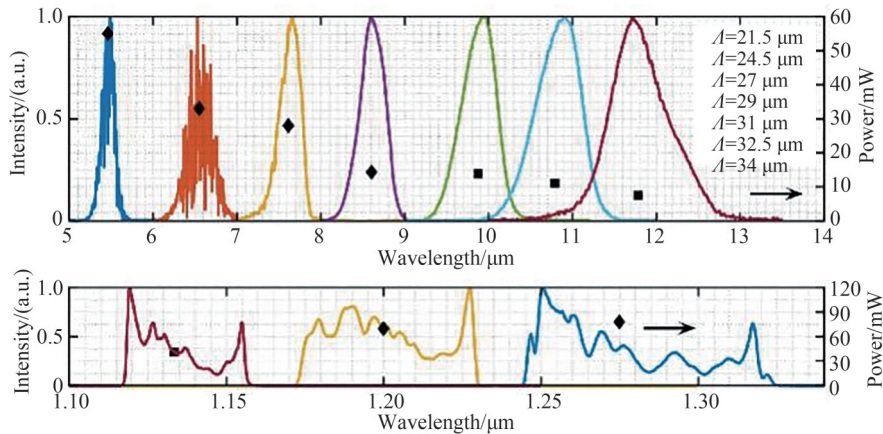 1.0
0.5
0
Intensity/(a.u.)
60
50
40
30
20
10
0
Power/mW
Λ=21.5 μm
Λ=24.5 μm
Λ=27 μm
Λ=29 μm
Λ=31 μm
Λ=32.5 μm
Λ=34 μm
5 6 7 8 9 10 11 12 13 14
Wavelength/μm
1.0
0.5
0
Intensity/(a.u.)
120
90
60
30
0
Power/mW
1.10 1.15 1.20 1.25 1.30
Wavelength/μm